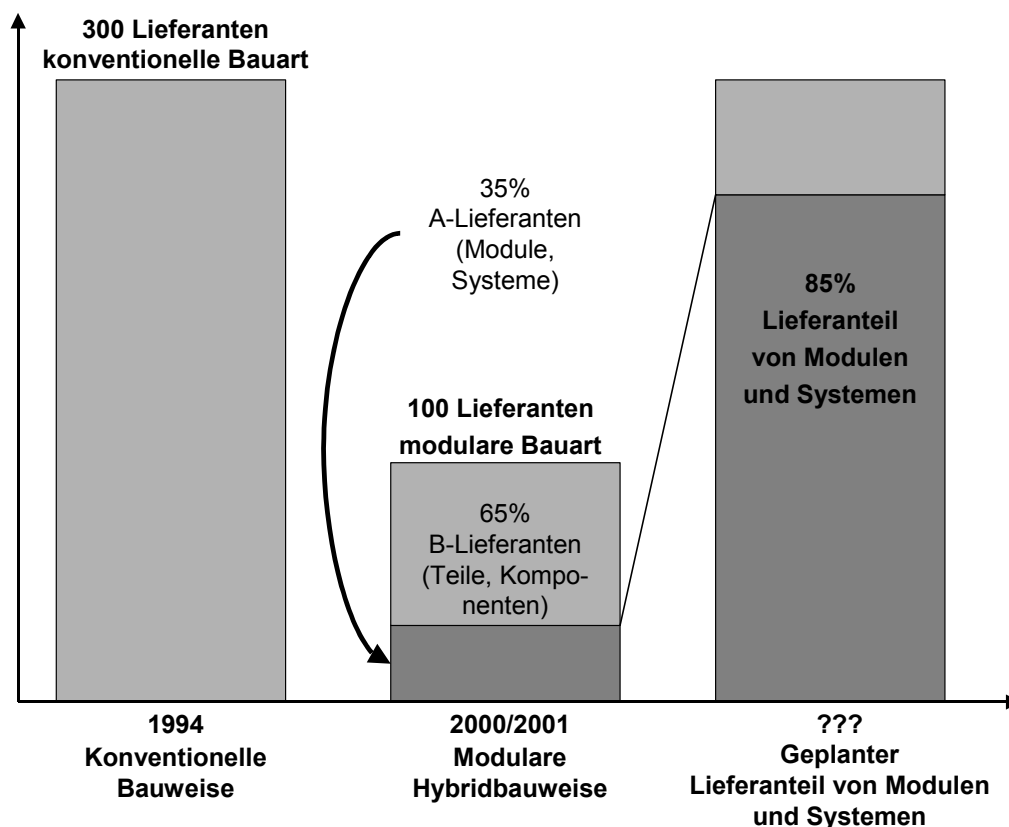 300 Lieferanten
konventionelle Bauart
35%
A-Lieferanten
(Module,
Systeme)
100 Lieferanten
modulare Bauart
65%
B-Lieferanten
(Teile, Kompo-
nenten)
85%
Lieferanteil
von Modulen
und Systemen
1994
Konventionelle
Bauweise
2000/2001
Modulare
Hybridbauweise
???
Geplanter
Lieferanteil von Modulen
und Systemen